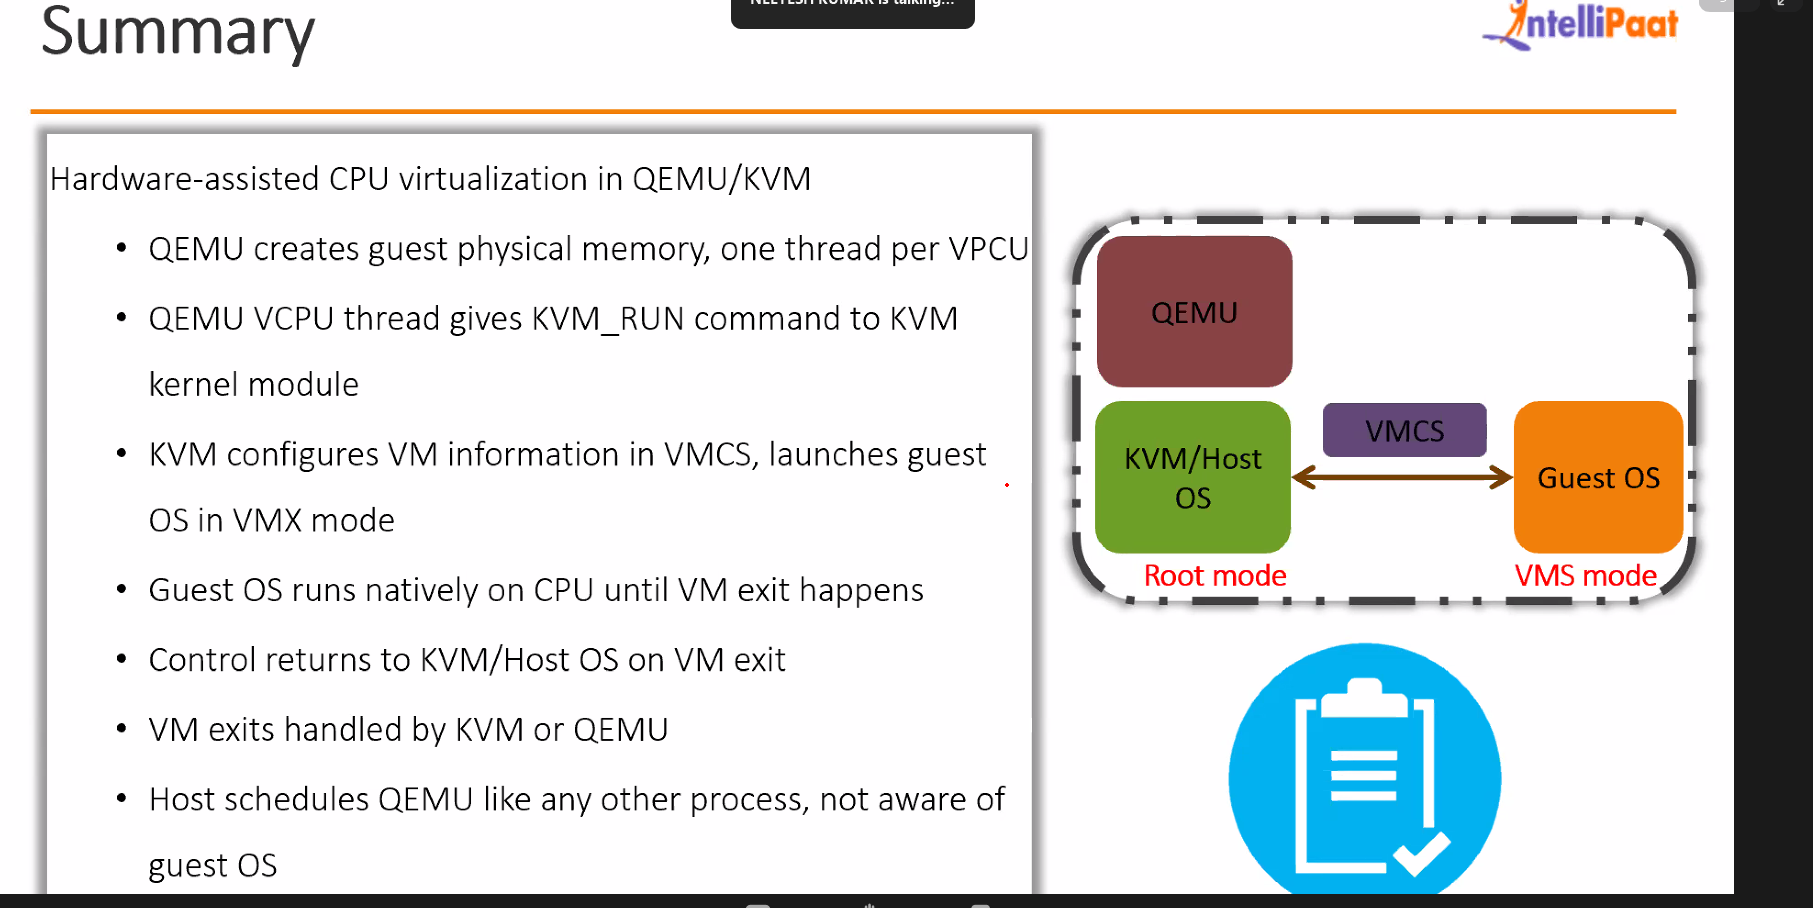 NEETESH KUMAR is talking...
Summary
IntelliPaat
Hardware-assisted CPU virtualization in QEMU/KVM
• QEMU creates guest physical memory, one thread per VPCU
• QEMU VCPU thread gives KVM_RUN command to KVM
kernel module
• KVM configures VM information in VMCS, launches guest
OS in VMX mode
• Guest OS runs natively on CPU until VM exit happens
• Control returns to KVM/Host OS on VM exit
• VM exits handled by KVM or QEMU
• Host schedules QEMU like any other process, not aware of
guest OS
QEMU
VMCS
KVM/Host
OS
Guest OS
Root mode
VMS mode